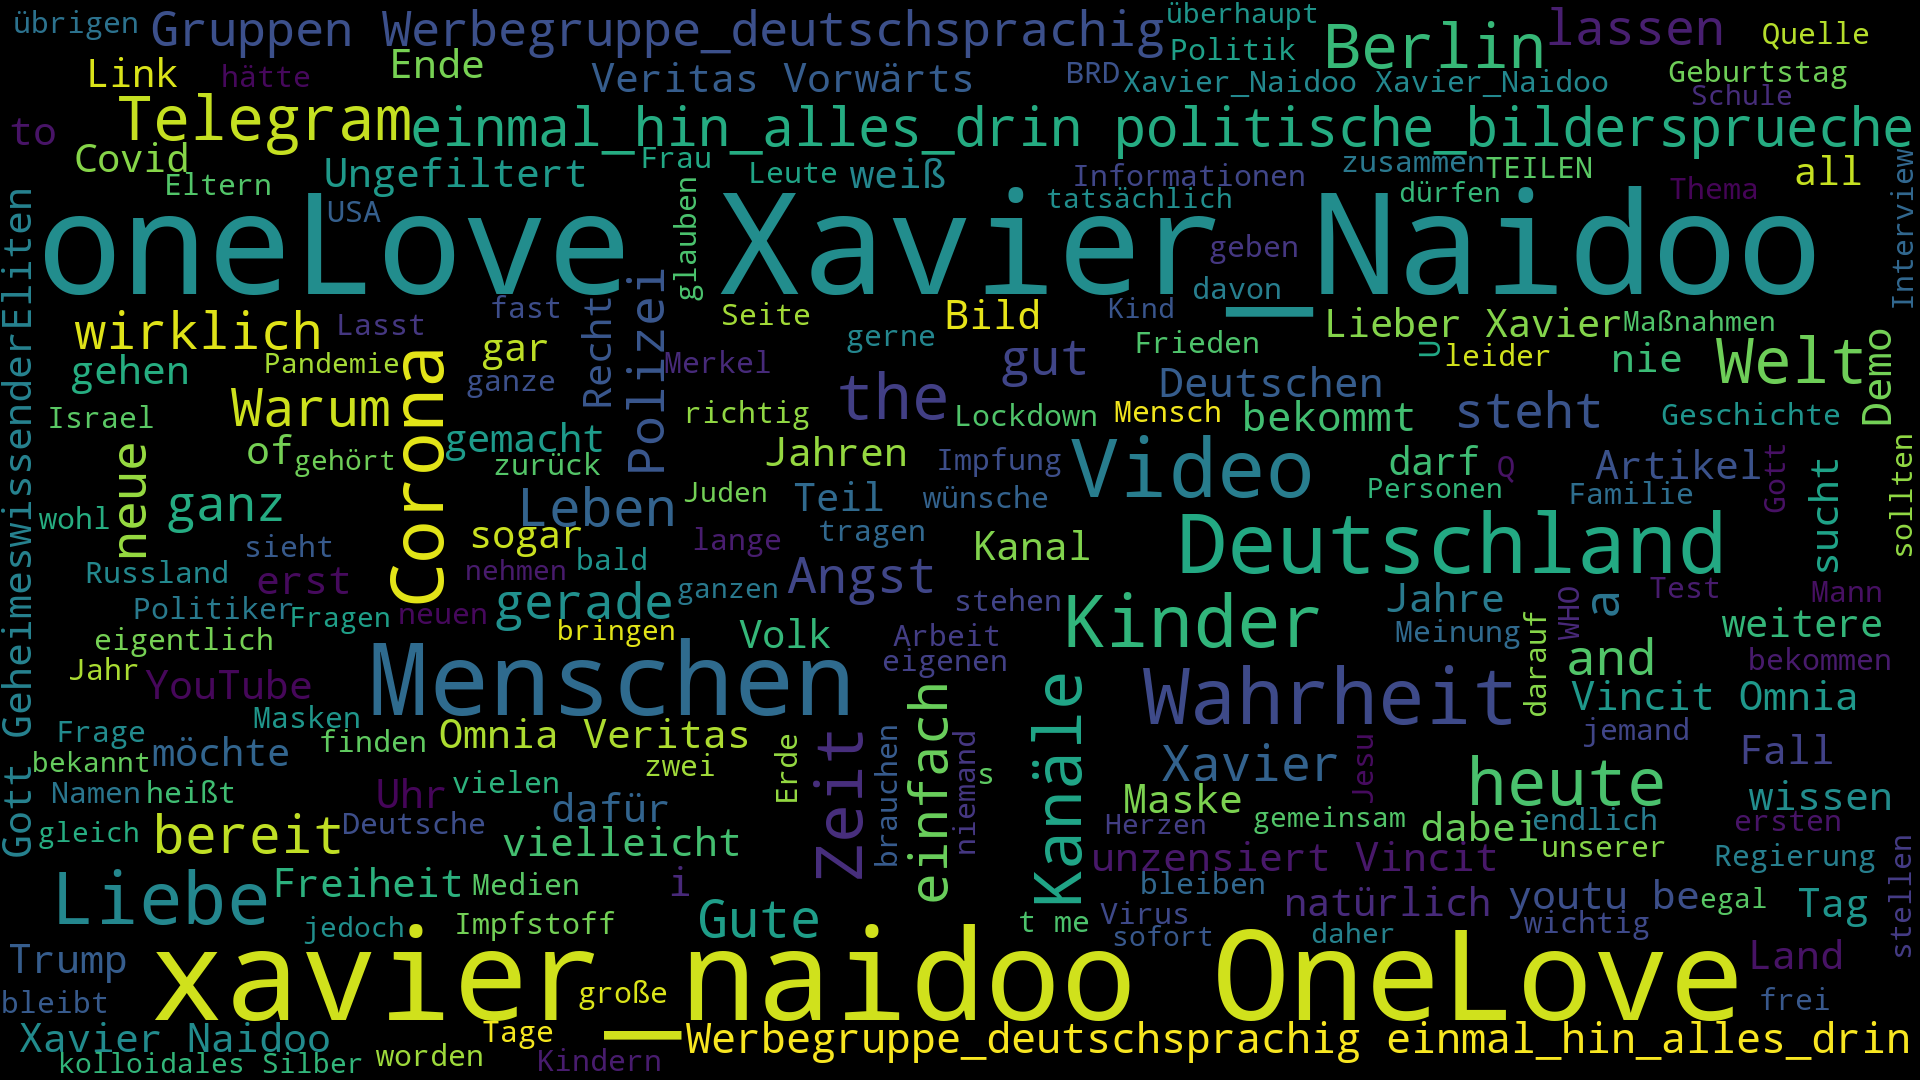 übrigen Gruppen Werbegruppe_deutschsprachig überhaupt Berlin lassen Quelle
Link hätte Ende Veritas Vorwärts BRD Politik Xavier_Naidoo Xavier_Naidoo Geburtstag Schule
to Telegram einmal_hin_alles_drin politische_bildersprueche
Covid Eltern Ungefiltert Frau Leute weiß Informationen zusammen TEILEN all
USA tatsächlich dürfen Thema Interview
oneLove Xavier_Naidoo
glauben geben davon
wirklich Lasst fast Polizei Recht Seite Bild Kind Lieber Xavier Maßnahmen
gehen Pandemie gar gerne Frieden u leider nie Welt Demo
Corona ganze Merkel gut Deutschen
Israel Warum the richtig Lockdown Mensch bekommt steht Geschichte
of gehört gemacht zurück Jahren Impfung Video darf Q Artikel Gott
neue ganz Leben Juden Teil wünsche Personen Familie sucht sollten
wohl sieht sogar bald lange tragen Kanal Deutschland
Russland erst nehmen ganzen Angst
Politiker Fragen neuen gerade stehen Kinder Jahre WHO a Test Mann
eigentlich bringen Volk Arbeit Meinung darauf weitere
Jahr YouTube Menschen eigenen and bekommen
Masken Wahrheit Vincit Omnia
Frage finden Omnia Veritas einfach Kanäle jemand
bekannt möchte zwei Erde Zeit brauchen niemand s Xavier Jesu Fall
Namen heißt Uhr vielen dafür Maske heute wissen
gleich bereit Deutsche vielleicht Herzen gemeinsam dabei endlich ersten
unzensiert Vincit unserer Regierung
Liebe Freiheit Medien i bleiben natürlich youtu be egal Tag stellen
jedoch Impfstoff Gute t me Virus wichtig
sofort daher
Trump xavier_naidoo OneLove Land
bleibt große frei
Xavier Naidoo Tage Werbegruppe_deutschsprachig einmal_hin_alles_drin
kolloidales Silber worden Kindern
Gott GeheimeswissenderEliten